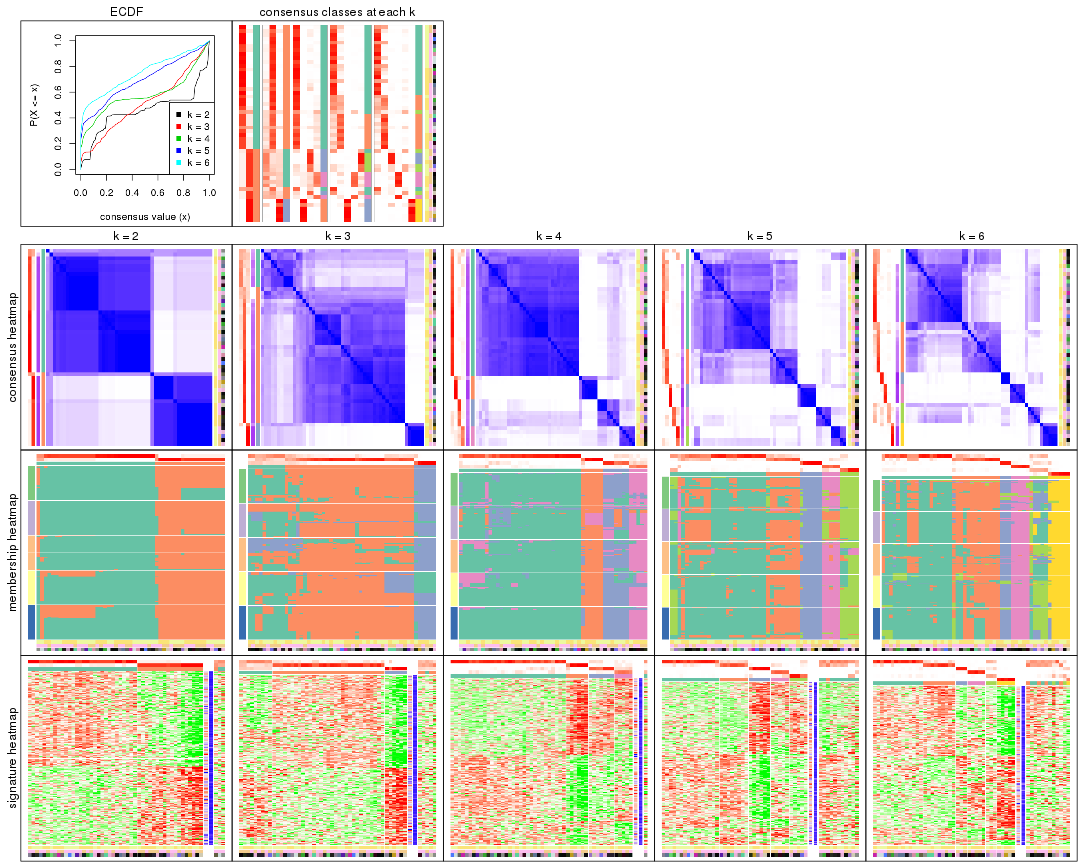 ECDF
consensus classes at each k
P(X <= x)
0.0 0.2 0.4 0.6 0.8 1.0
k = 2
k = 3
k = 4
k = 5
k = 6
0.0 0.2 0.4 0.6 0.8 1.0
consensus value (x)
k = 2
k = 3
k = 4
k = 5
k = 6
consensus heatmap
membership heatmap
signature heatmap